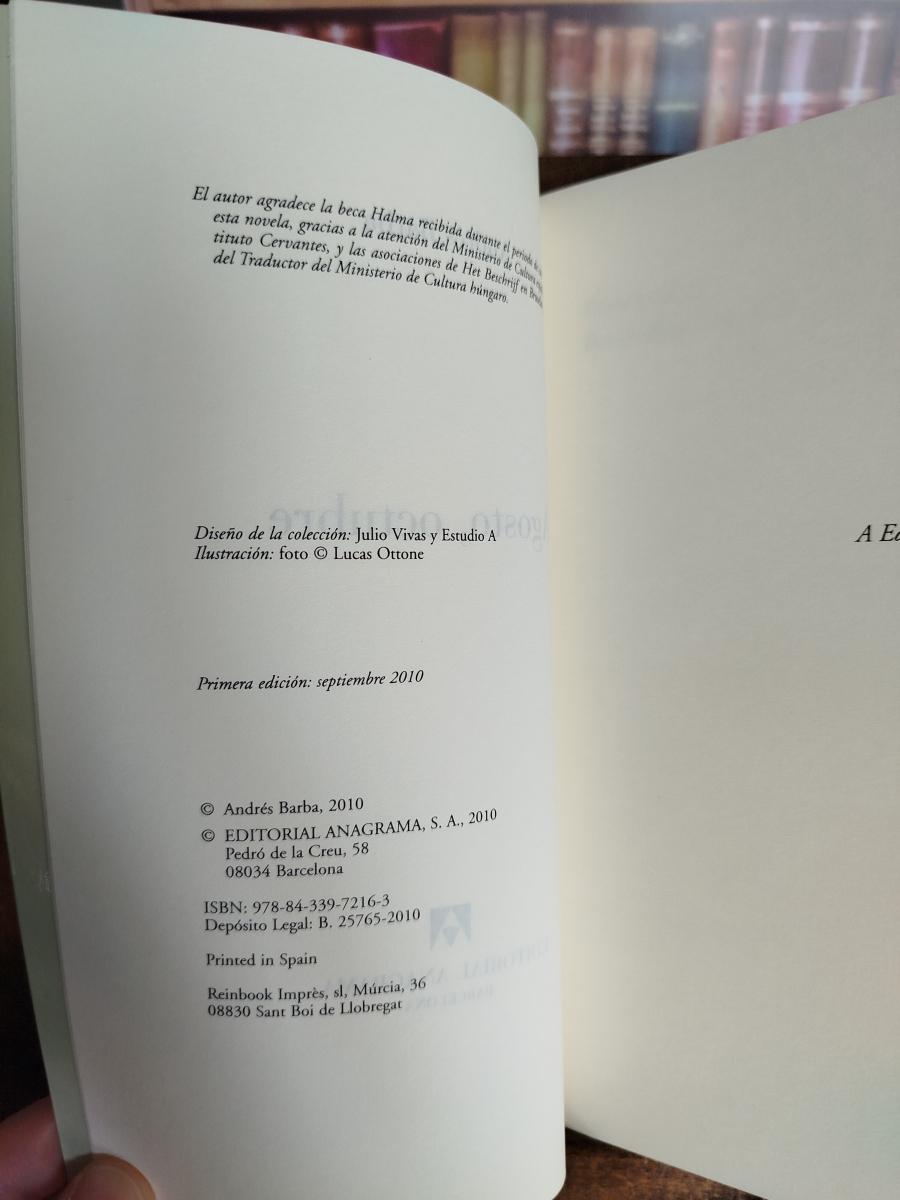 El autor agradece la beca Halma recibida durante el periodo de
esta novela, gracias a la atención del Ministerio de Cultura
tituto Cervantes, y las asociaciones de Het Beschrijf en
del Traductor del Ministerio de Cultura húngaro.
Diseño de la colección: Julio Vivas y Estudio A
Ilustración: foto © Lucas Ottone
Primera edición: septiembre 2010
© Andrés Barba, 2010
© EDITORIAL ANAGRAMA, S. A., 2010
Pedró de la Creu, 58
08034 Barcelona
ISBN: 978-84-339-7216-3
Depósito Legal: B. 25765-2010
Printed in Spain
Reinbook Imprès, sl, Múrcia, 36
08830 Sant Boi de Llobregat
A